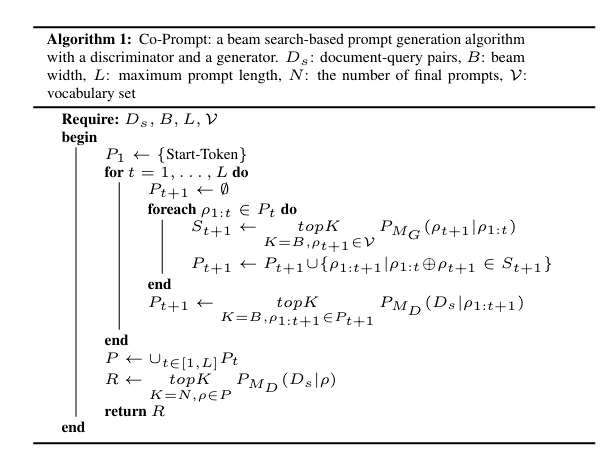 Algorithm 1: Co-Prompt: a beam search-based prompt generation algorithm
with a discriminator and a generator. D_s: document-query pairs, B: beam
width, L: maximum prompt length, N: the number of final prompts, 𝒱:
vocabulary set
Require: D_s, B, L, 𝒱
begin
P_1 ← {Start-Token}
for t = 1, . . . , L do
P_{t+1} ← ∅
foreach ρ_{1:t} ∈ P_t do
S_{t+1} ← topK P_{M_G}(ρ_{t+1}|ρ_{1:t})
K=B,ρ_{t+1}∈𝒱
P_{t+1} ← P_{t+1}∪{ρ_{1:t+1}|ρ_{1:t}⊕ρ_{t+1} ∈ S_{t+1}}
end
P_{t+1} ← topK P_{M_D}(D_s|ρ_{1:t+1})
K=B,ρ_{1:t+1}∈P_{t+1}
end
P ← ∪_{t∈[1,L]}P_t
R ← topK P_{M_D}(D_s|ρ)
K=N,ρ∈P
return R
end